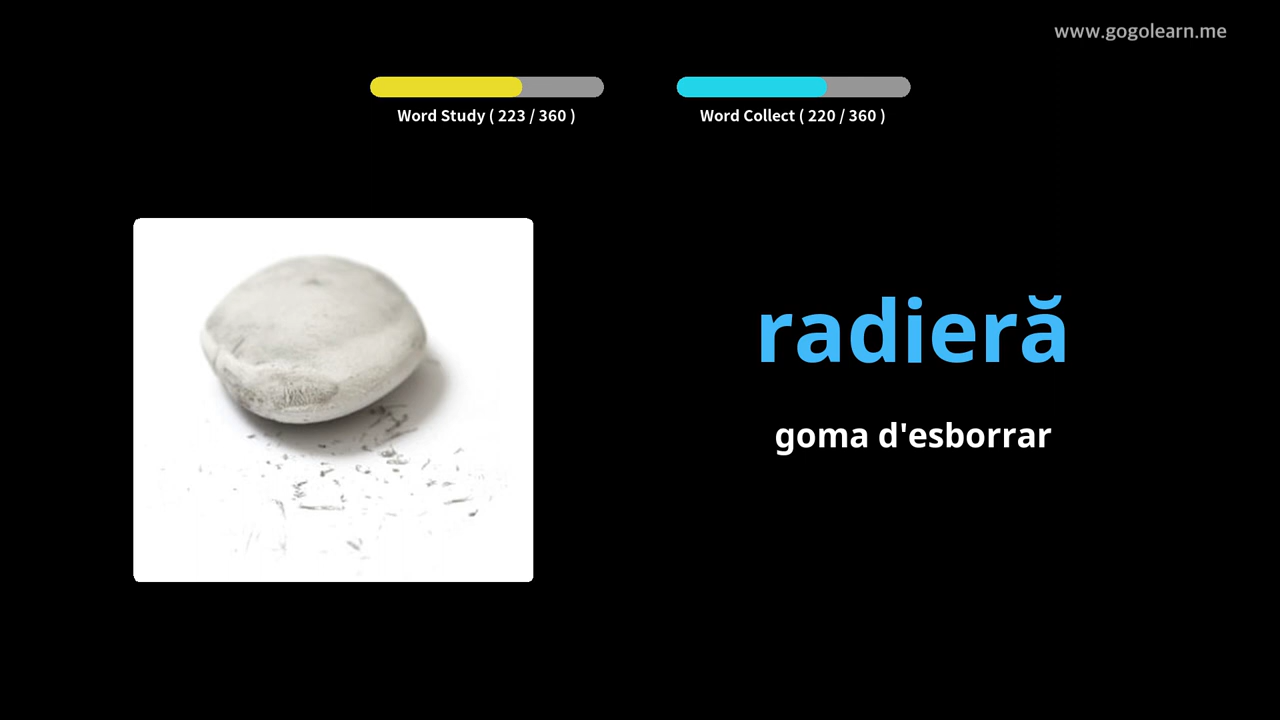 www.gogolearn.me
Word Study ( 223 / 360 )
Word Collect ( 220 / 360 )
radieră
goma d'esborrar